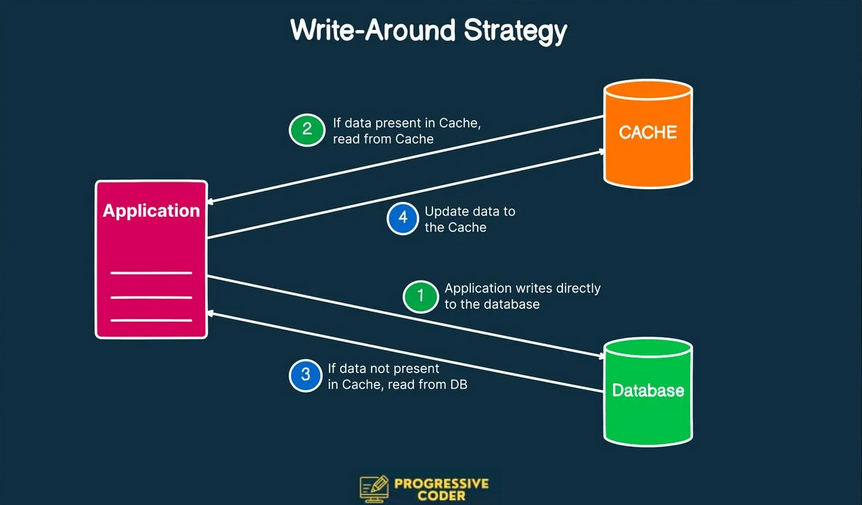 Write-Around Strategy
2
If data present in Cache,
read from Cache
CACHE
Application
4
Update data to
the Cache
1
Application writes directly
to the database
3
If data not present
in Cache, read from DB
Database
PROGRESSIVE
CODER